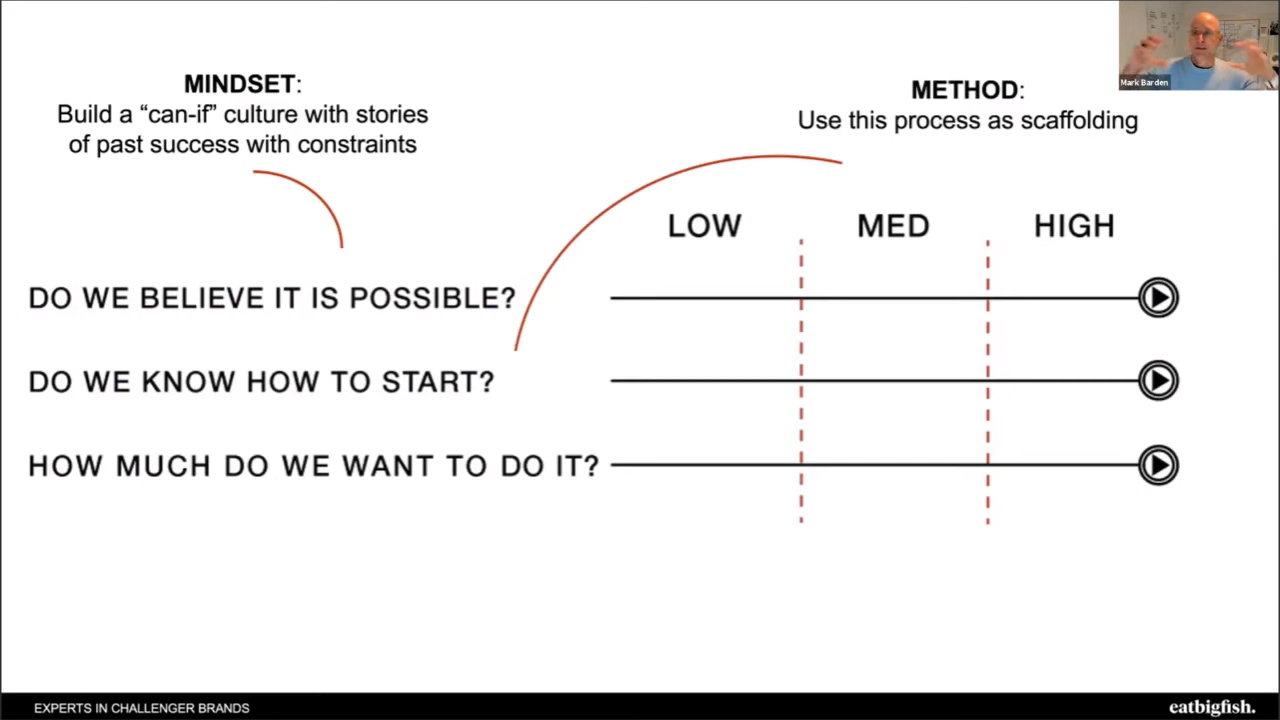 MINDSET:
Build a “can-if” culture with stories
of past success with constraints
METHOD:
Use this process as scaffolding
Mark Barden
LOW MED HIGH
DO WE BELIEVE IT IS POSSIBLE?
DO WE KNOW HOW TO START?
HOW MUCH DO WE WANT TO DO IT?
EXPERTS IN CHALLENGER BRANDS
eatbigfish.